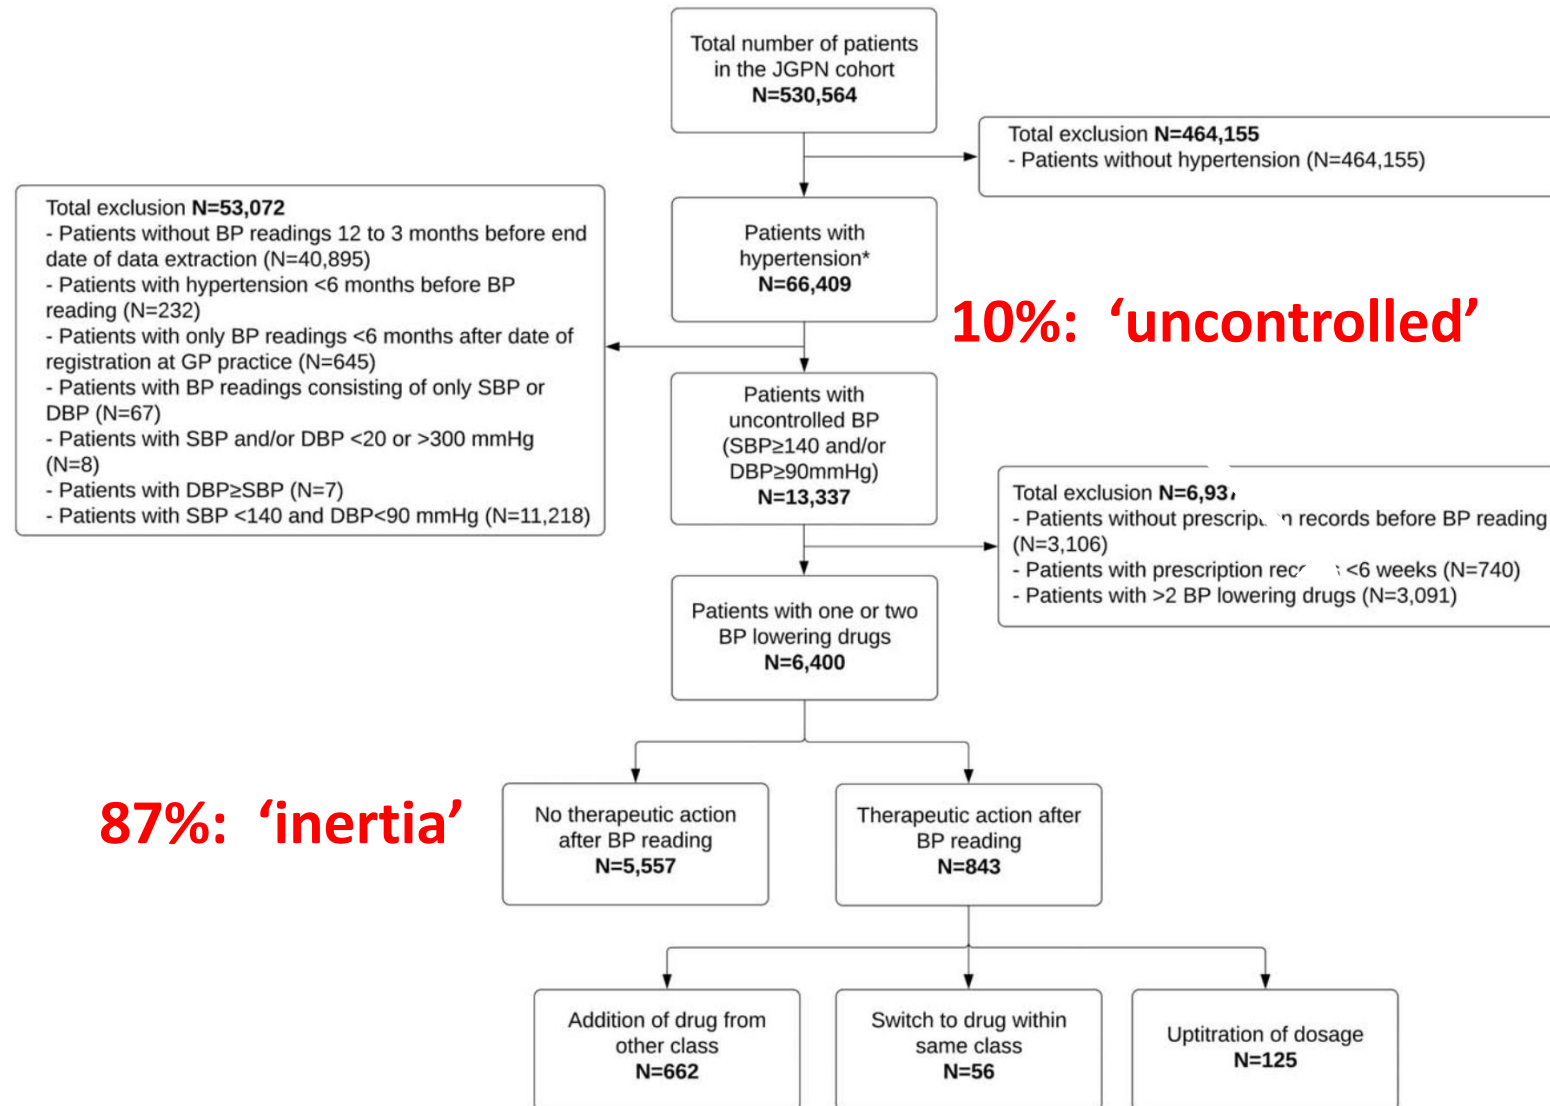 Total number of patients
in the JGPN cohort
N=530,564
Total exclusion N=464,155
- Patients without hypertension (N=464,155)
Total exclusion N=53,072
- Patients without BP readings 12 to 3 months before end
date of data extraction (N=40,895)
- Patients with hypertension <6 months before BP
reading (N=232)
- Patients with only BP readings <6 months after date of
registration at GP practice (N=645)
- Patients with BP readings consisting of only SBP or
DBP (N=67)
- Patients with SBP and/or DBP <20 or >300 mmHg
(N=8)
- Patients with DBP≥SBP (N=7)
- Patients with SBP <140 and DBP<90 mmHg (N=11,218)
Patients with
hypertension*
N=66,409
10%: ‘uncontrolled’
Patients with
uncontrolled BP
(SBP≥140 and/or
DBP≥90mmHg)
N=13,337
Total exclusion
- Patients without records before BP reading
(N=3,106)
- Patients with prescription <6 weeks (N=740)
- Patients with >2 BP lowering drugs (N=3,091)
Patients with one or two
BP lowering drugs
N=6,400
87%: ‘inertia’
No therapeutic action
after BP reading
N=5,557
Therapeutic action after
BP reading
N=843
Addition of drug from
other class
N=662
Switch to drug within
same class
N=56
Uptitration of dosage
N=125